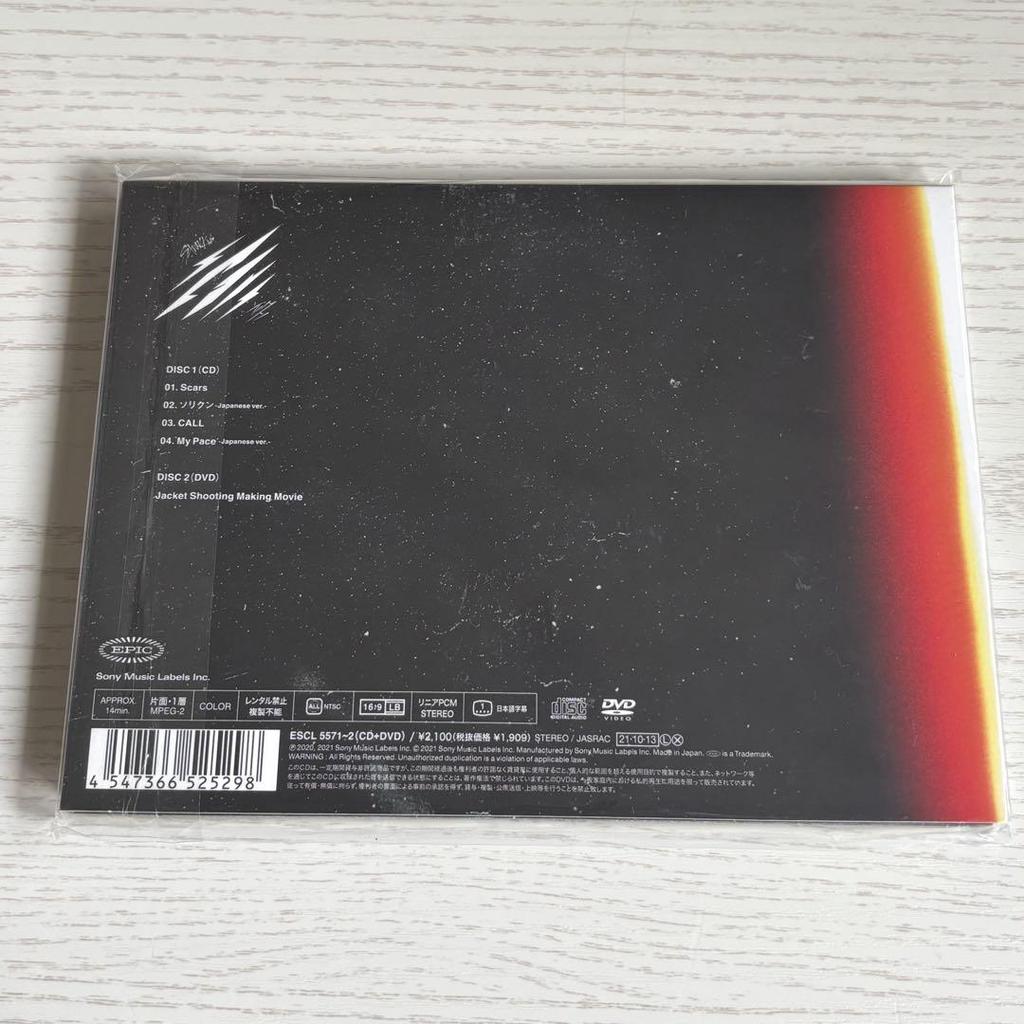 DISC 1(CD)
01. Scars
02. ソリクン -Japanese ver.-
03. CALL
04. 'My Pace' -Japanese ver.-
DISC 2(DVD)
Jacket Shooting Making Movie
EPIC
Sony Music Labels Inc.
APPROX. 14min.
片面・1層 MPEG-2
COLOR
レンタル禁止 複製不能
ALL NTSC
16:9 LB
リニアPCM STEREO
1 日本語字幕
COMPACT disc DIGITAL AUDIO
DVD VIDEO
ESCL 5571~2(CD+DVD) / ¥2,100(税抜価格 ¥1,909) STEREO / JASRAC 21・10・13 Ⓛ Ⓧ
Ⓟ 2020, 2021 Sony Music Labels Inc. © 2021 Sony Music Labels Inc. Manufactured by Sony Music Labels Inc. Made in Japan. EPIC is a Trademark.
WARNING : All Rights Reserved. Unauthorized duplication is a violation of applicable laws.
4 547366 525298